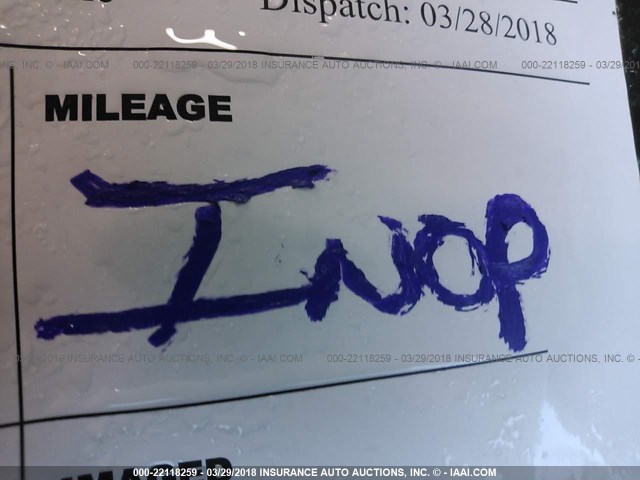 Dispatch: 03/28/2018
000-22118259 - 03/29/2018 INSURANCE AUTO AUCTIONS, INC. © - IAAI.COM
MILEAGE
Inop
000-22118259 - 03/29/2018 INSURANCE AUTO AUCTIONS, INC. © - IAAI.COM
000-22118259 - 03/29/2018 INSURANCE AUTO AUCTIONS, INC. © - IAAI.COM